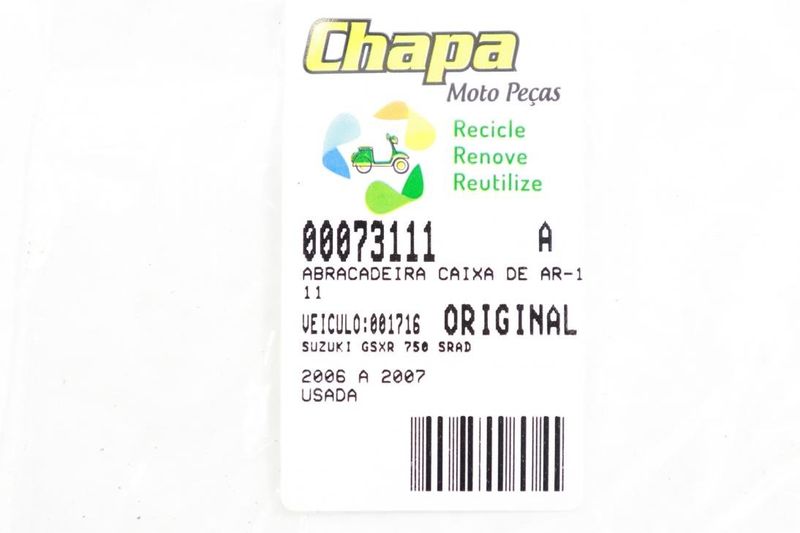 Chapa
Moto Peças
Recicle
Renove
Reutilize
00073111 A
ABRACADEIRA CAIXA DE AR-1
11
VEICULO:001716 ORIGINAL
SUZUKI GSXR 750 SRAD
2006 A 2007
USADA